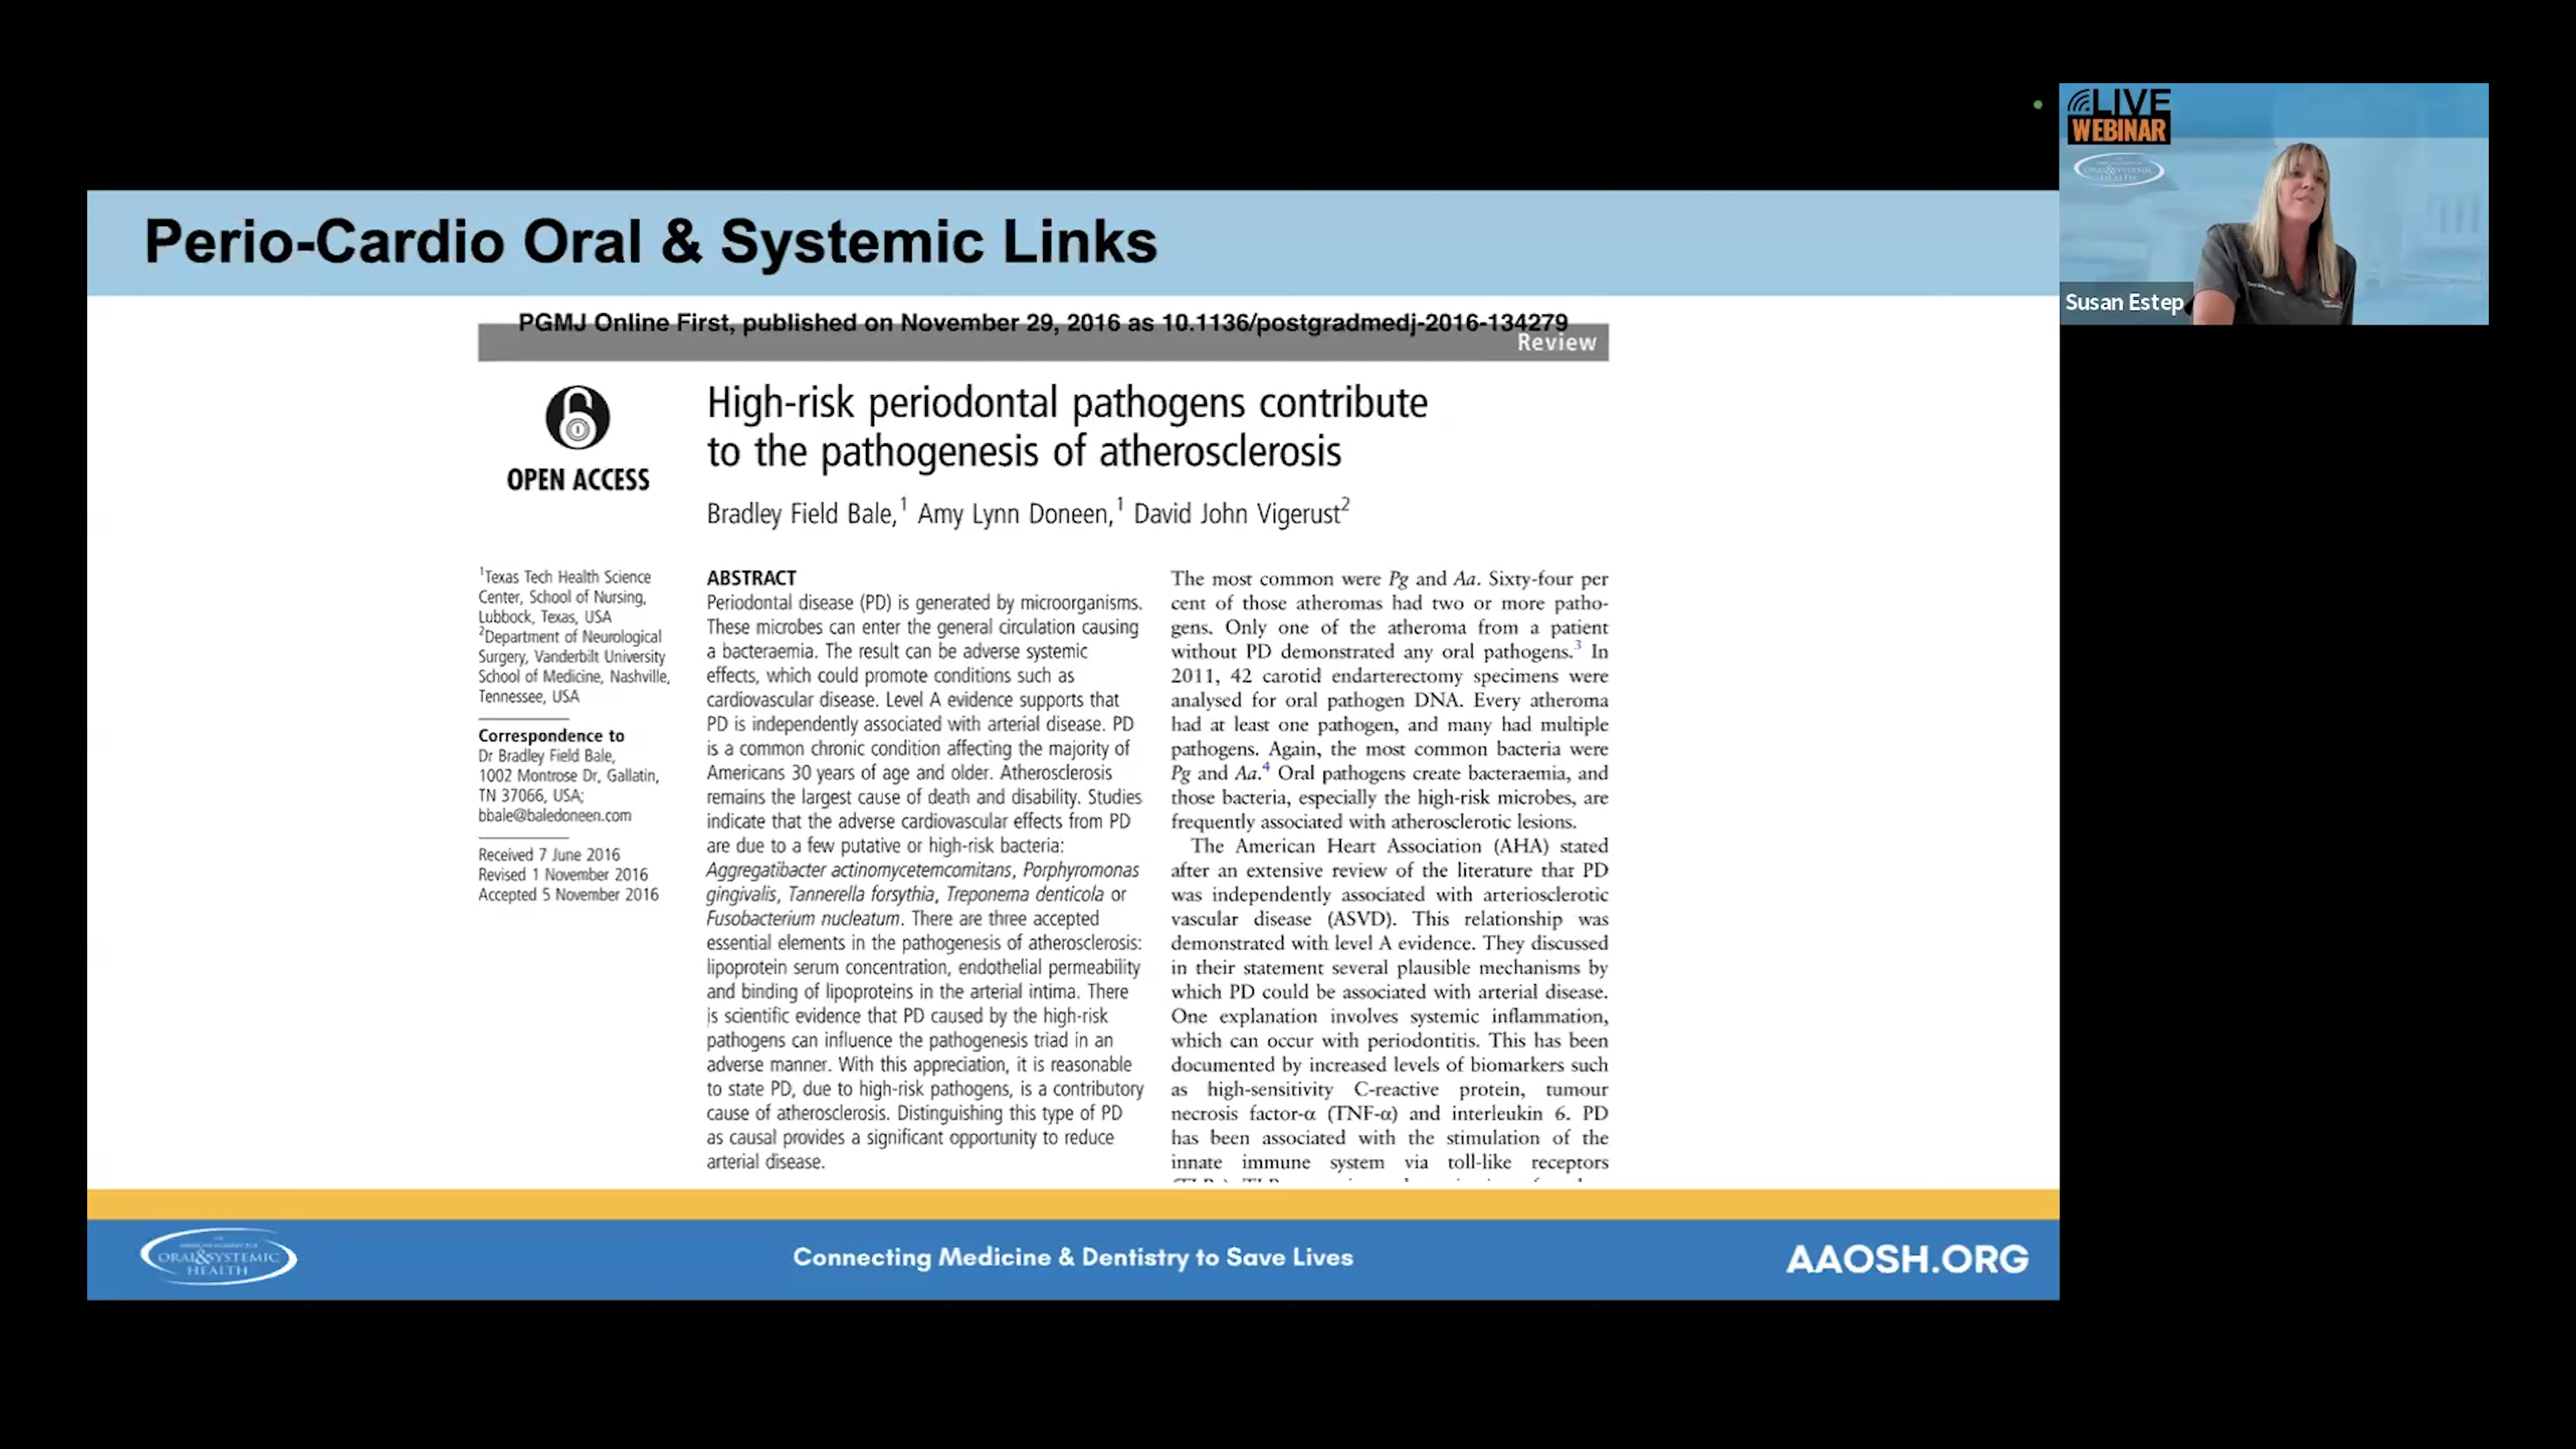 LIVE
WEBINAR
ORAL&SYSTEMIC
HEALTH
Susan Estep
Perio-Cardio Oral & Systemic Links
PGMJ Online First, published on November 29, 2016 as 10.1136/postgradmedj-2016-134279
Review
OPEN ACCESS
High-risk periodontal pathogens contribute
to the pathogenesis of atherosclerosis
Bradley Field Bale,1 Amy Lynn Doneen,1 David John Vigerust2
1Texas Tech Health Science
Center, School of Nursing,
Lubbock, Texas, USA
2Department of Neurological
Surgery, Vanderbilt University
School of Medicine, Nashville,
Tennessee, USA
Correspondence to
Dr Bradley Field Bale,
1002 Montrose Dr, Gallatin,
TN 37066, USA;
bbale@baledoneen.com
Received 7 June 2016
Revised 1 November 2016
Accepted 5 November 2016
ABSTRACT
Periodontal disease (PD) is generated by microorganisms.
These microbes can enter the general circulation causing
a bacteraemia. The result can be adverse systemic
effects, which could promote conditions such as
cardiovascular disease. Level A evidence supports that
PD is independently associated with arterial disease. PD
is a common chronic condition affecting the majority of
Americans 30 years of age and older. Atherosclerosis
remains the largest cause of death and disability. Studies
indicate that the adverse cardiovascular effects from PD
are due to a few putative or high-risk bacteria:
Aggregatibacter actinomycetemcomitans, Porphyromonas
gingivalis, Tannerella forsythia, Treponema denticola or
Fusobacterium nucleatum. There are three accepted
essential elements in the pathogenesis of atherosclerosis:
lipoprotein serum concentration, endothelial permeability
and binding of lipoproteins in the arterial intima. There
is scientific evidence that PD caused by the high-risk
pathogens can influence the pathogenesis triad in an
adverse manner. With this appreciation, it is reasonable
to state PD, due to high-risk pathogens, is a contributory
cause of atherosclerosis. Distinguishing this type of PD
as causal provides a significant opportunity to reduce
arterial disease.
The most common were Pg and Aa. Sixty-four per
cent of those atheromas had two or more patho-
gens. Only one of the atheroma from a patient
without PD demonstrated any oral pathogens.3 In
2011, 42 carotid endarterectomy specimens were
analysed for oral pathogen DNA. Every atheroma
had at least one pathogen, and many had multiple
pathogens. Again, the most common bacteria were
Pg and Aa.4 Oral pathogens create bacteraemia, and
those bacteria, especially the high-risk microbes, are
frequently associated with atherosclerotic lesions.
The American Heart Association (AHA) stated
after an extensive review of the literature that PD
was independently associated with arteriosclerotic
vascular disease (ASVD). This relationship was
demonstrated with level A evidence. They discussed
in their statement several plausible mechanisms by
which PD could be associated with arterial disease.
One explanation involves systemic inflammation,
which can occur with periodontitis. This has been
documented by increased levels of biomarkers such
as high-sensitivity C-reactive protein, tumour
necrosis factor-α (TNF-α) and interleukin 6. PD
has been associated with the stimulation of the
innate immune system via toll-like receptors
ORAL&SYSTEMIC
HEALTH
Connecting Medicine & Dentistry to Save Lives
AAOSH.ORG